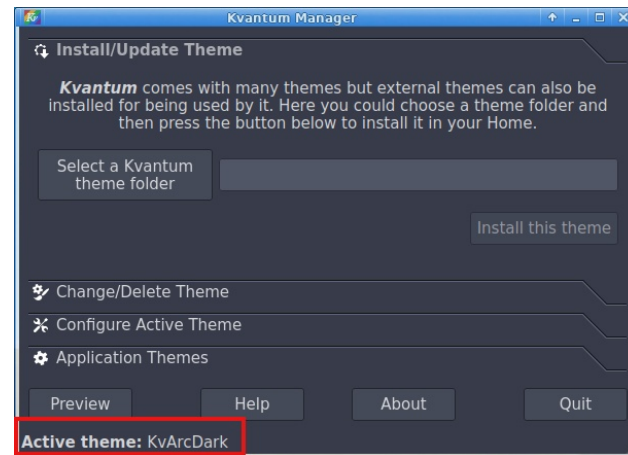 Kvantum Manager
Install/Update Theme
Kvantum comes with many themes but external themes can also be
installed for being used by it. Here you could choose a theme folder and
then press the button below to install it in your Home.
Select a Kvantum
theme folder
Install this theme
Change/Delete Theme
Configure Active Theme
Application Themes
Preview Help About Quit
Active theme: KvArcDark